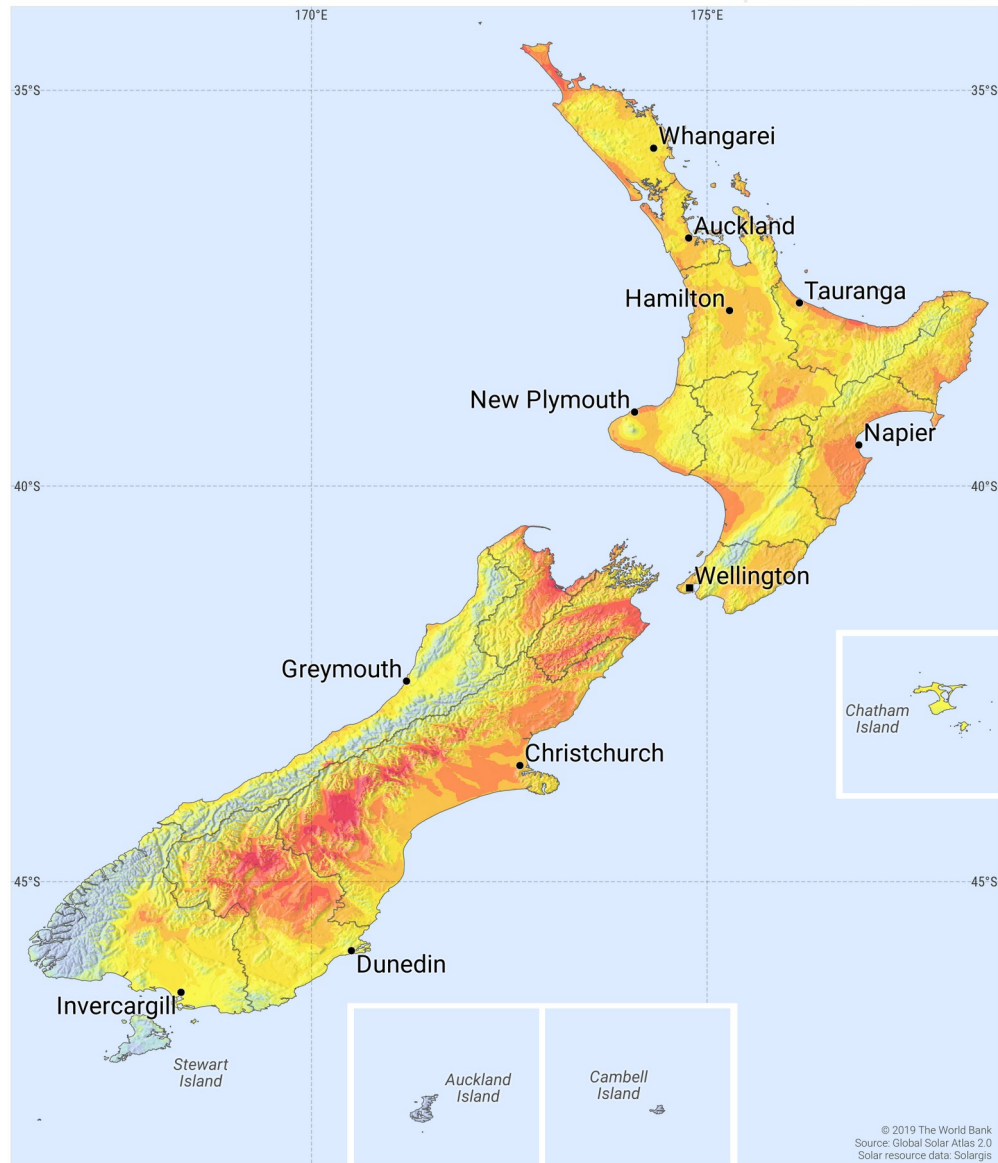 170°E
175°E
35°S
35°S
Whangarei
Auckland
Hamilton
Tauranga
New Plymouth
Napier
40°S
40°S
Wellington
Greymouth
Chatham
Island
Christchurch
45°S
45°S
Dunedin
Invercargill
Stewart
Island
Auckland
Island
Cambell
Island
© 2019 The World Bank
Source: Global Solar Atlas 2.0
Solar resource data: Solargis